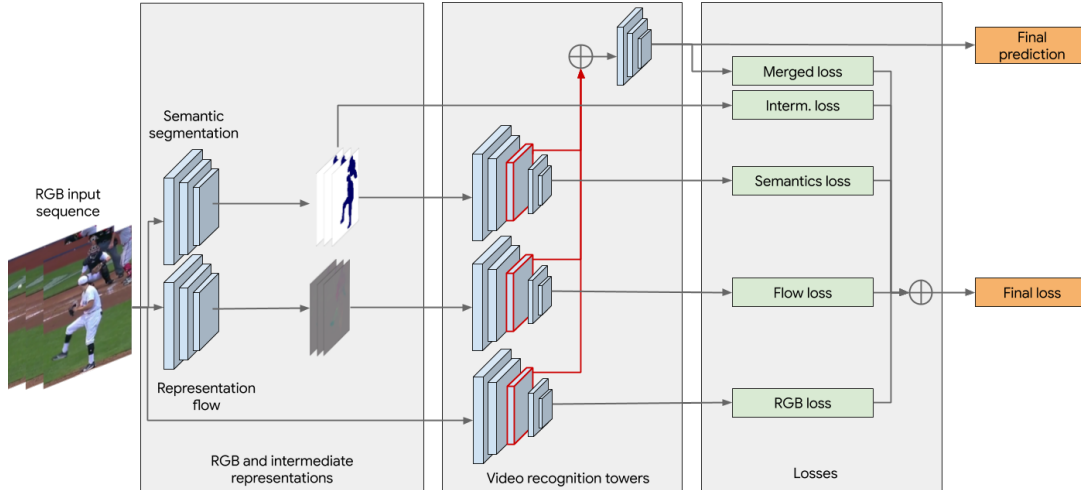 Final
prediction
Merged loss
Interm. loss
Semantic
segmentation
Semantics loss
RGB input
sequence
Flow loss
Final loss
Representation
flow
RGB loss
RGB and intermediate
representations
Video recognition towers
Losses